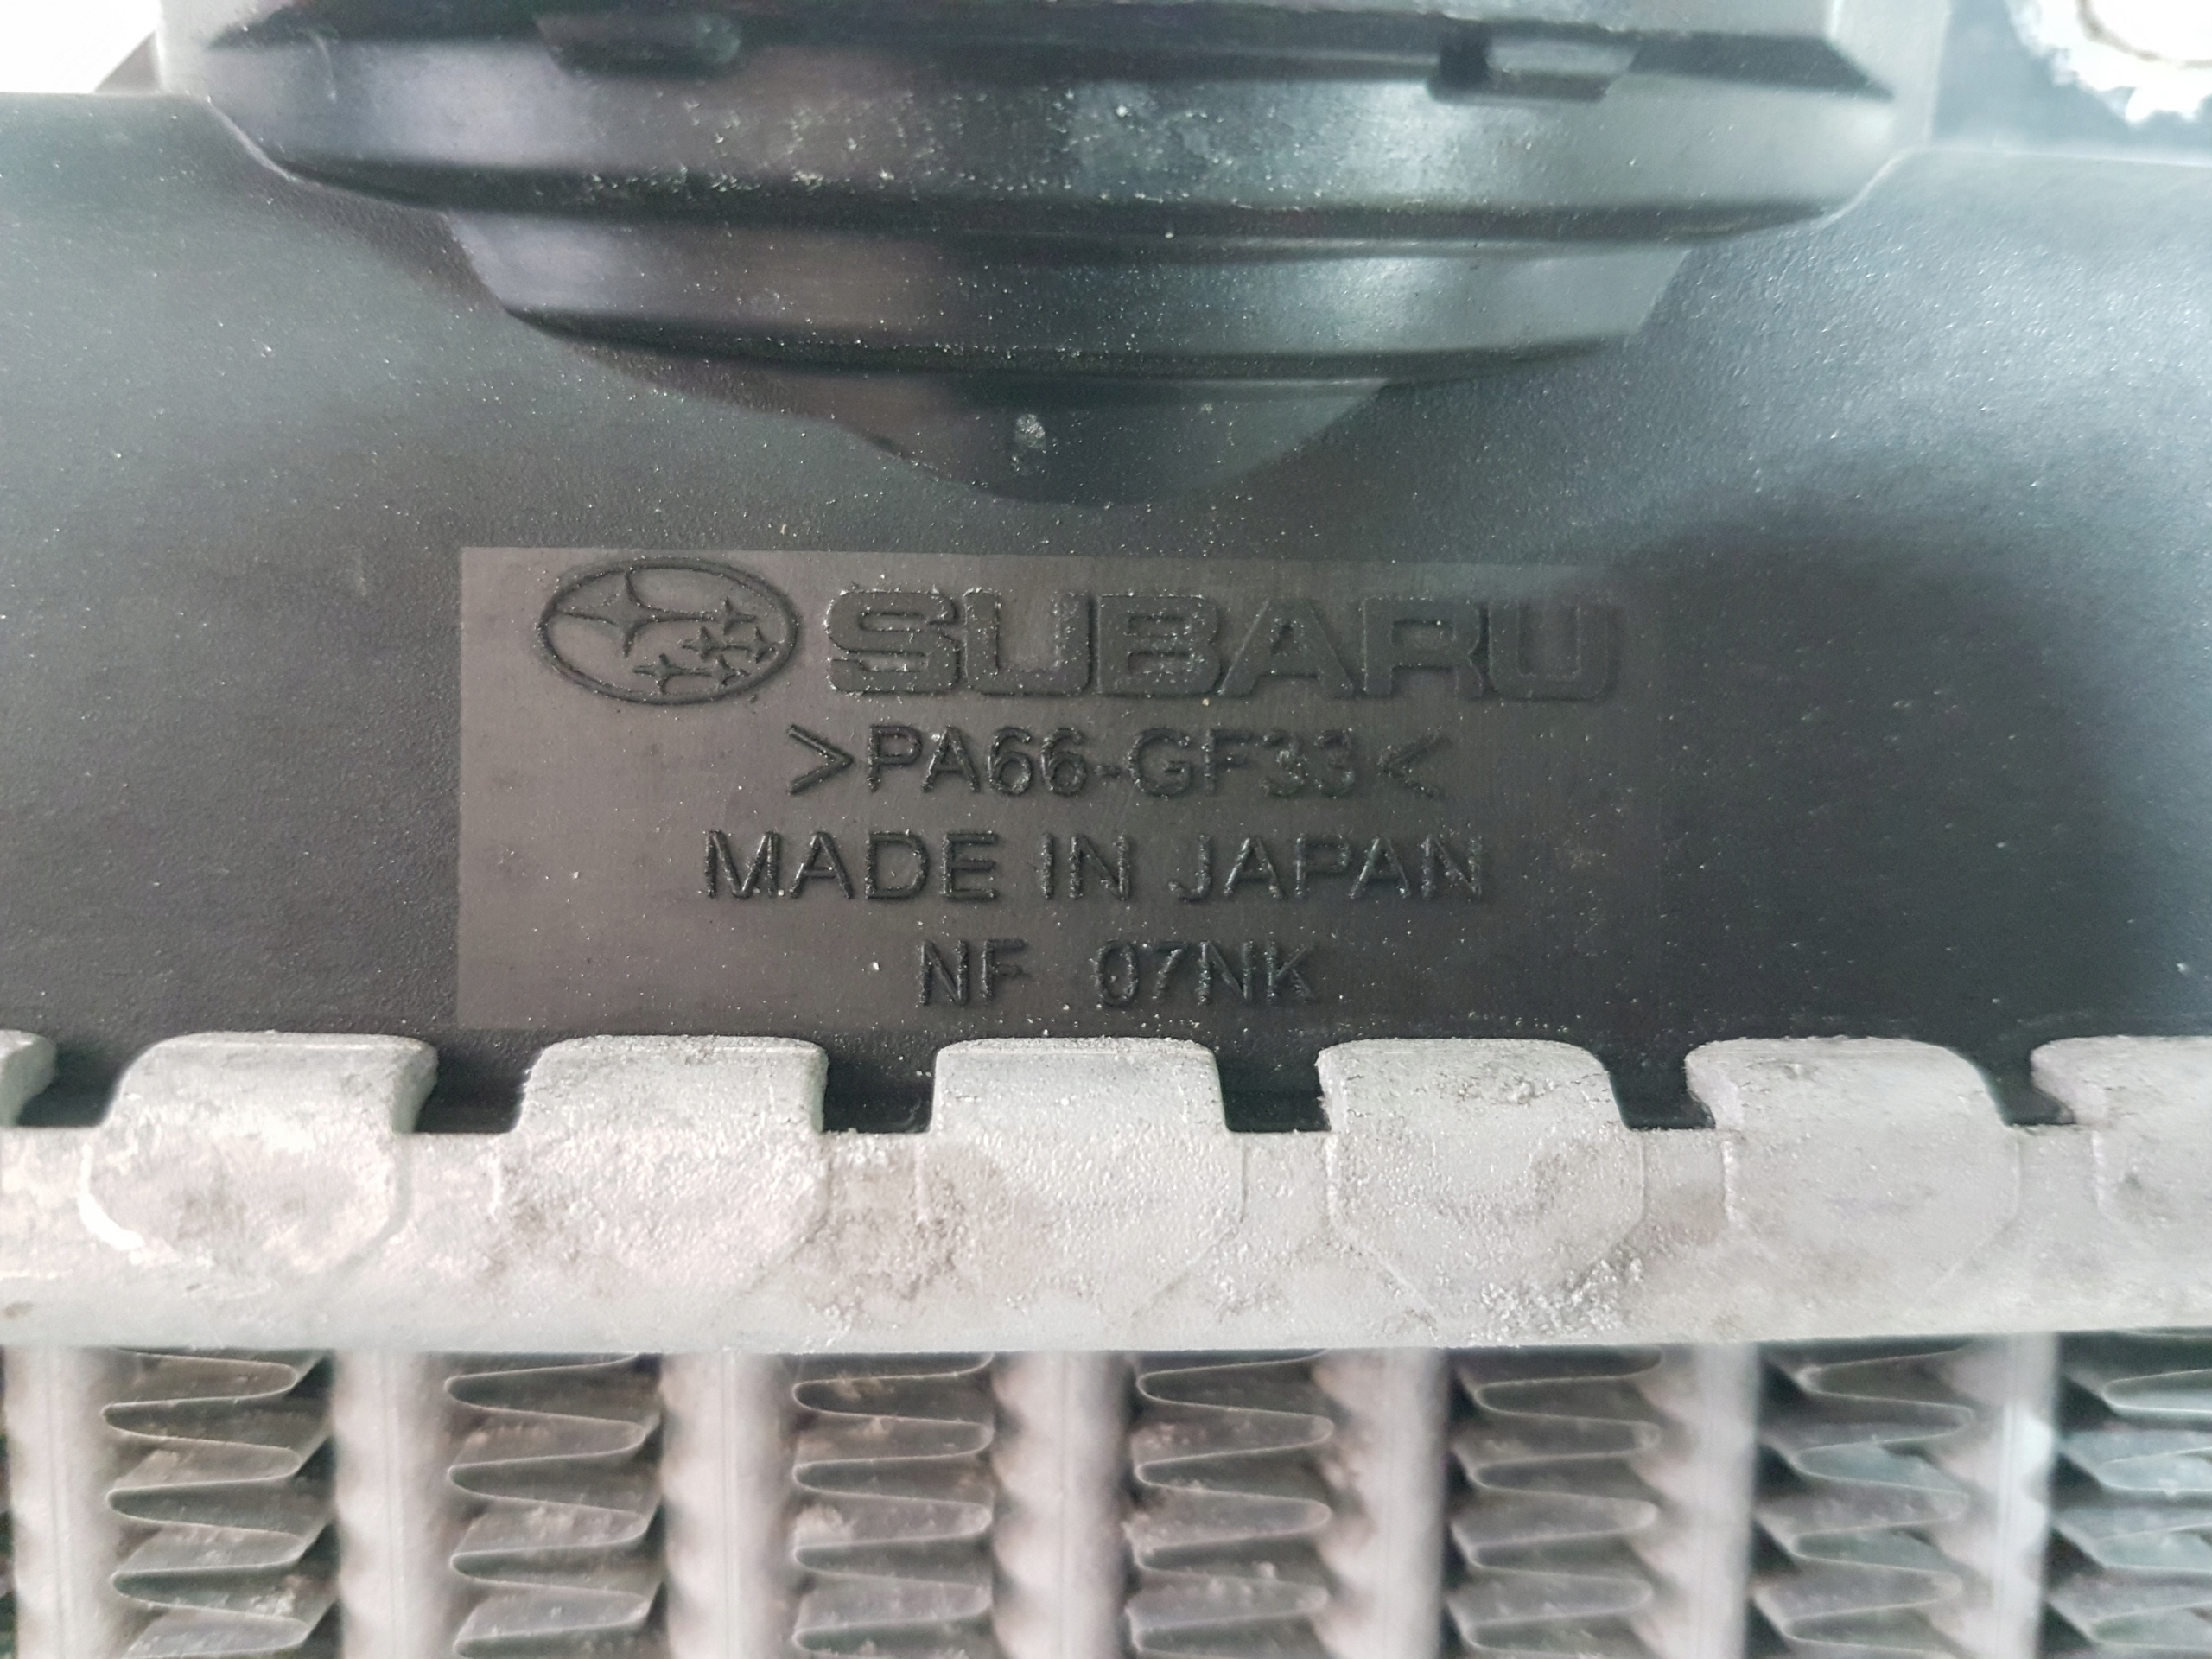 SUBARU
>PA66-GF33<
MADE IN JAPAN
NF 07NK